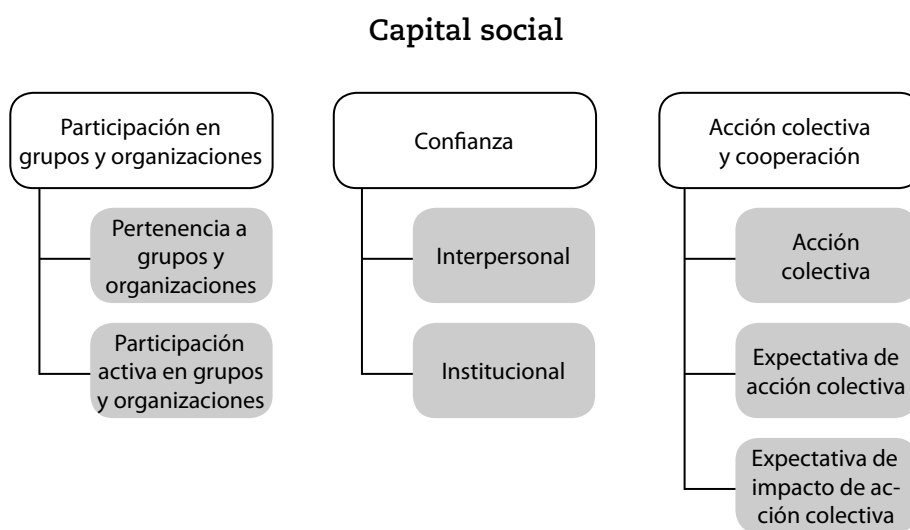 Capital social
Participación en
grupos y organizaciones
Pertenencia a
grupos y
organizaciones
Participación
activa en grupos
y organizaciones
Confianza
Interpersonal
Institucional
Acción colectiva
y cooperación
Acción
colectiva
Expectativa de
acción colectiva
Expectativa de
impacto de ac-
ción colectiva